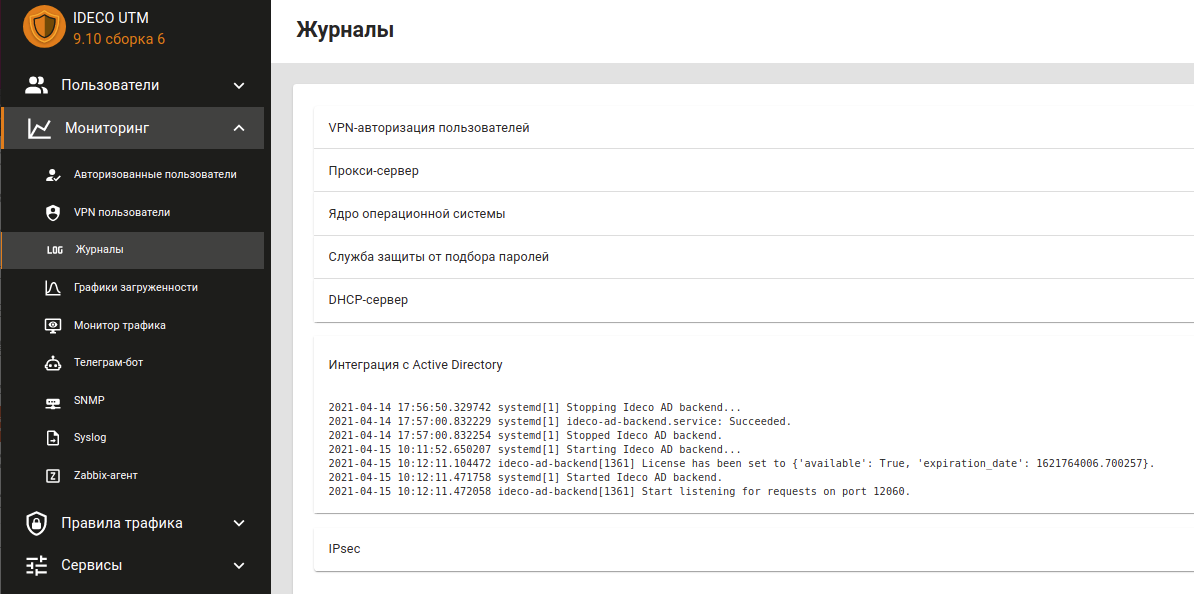 IDECO UTM
9.10 сборка 6
Пользователи
Мониторинг
Авторизованные пользователи
VPN пользователи
LOG Журналы
Графики загруженности
Монитор трафика
Телеграм-бот
SNMP
Syslog
Z Zabbix-агент
Правила трафика
Сервисы
Журналы
VPN-авторизация пользователей
Прокси-сервер
Ядро операционной системы
Служба защиты от подбора паролей
DHCP-сервер
Интеграция с Active Directory
2021-04-14 17:56:50.329742 systemd[1] Stopping Ideco AD backend...
2021-04-14 17:57:00.832229 systemd[1] ideco-ad-backend.service: Succeeded.
2021-04-14 17:57:00.832254 systemd[1] Stopped Ideco AD backend.
2021-04-15 10:11:52.650207 systemd[1] Starting Ideco AD backend...
2021-04-15 10:12:11.104472 ideco-ad-backend[1361] License has been set to {'available': True, 'expiration_date': 1621764006.700257}.
2021-04-15 10:12:11.471758 systemd[1] Started Ideco AD backend.
2021-04-15 10:12:11.472058 ideco-ad-backend[1361] Start listening for requests on port 12060.
IPsec